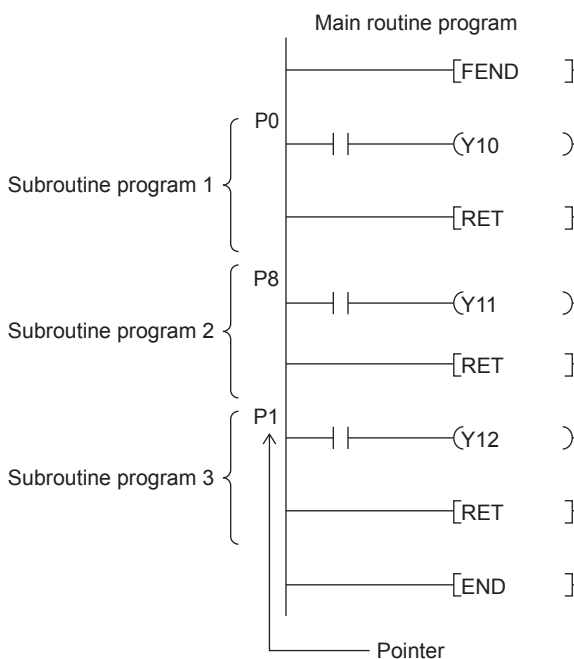 Main routine program
FEND
P0
Y10
Subroutine program 1
RET
P8
Y11
Subroutine program 2
RET
P1
Y12
Subroutine program 3
RET
END
Pointer